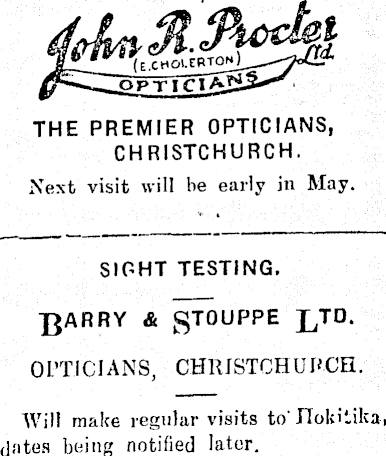 John R. Procter Ltd.
(E.CHOLERTON)
OPTICIANS
THE PREMIER OPTICIANS,
CHRISTCHURCH.
Next visit will be early in May.
SIGHT TESTING.
BARRY & STOUPPE LTD.
OPTICIANS, CHRISTCHURCH.
Will make regular visits to Hokitika,
dates being notified later.